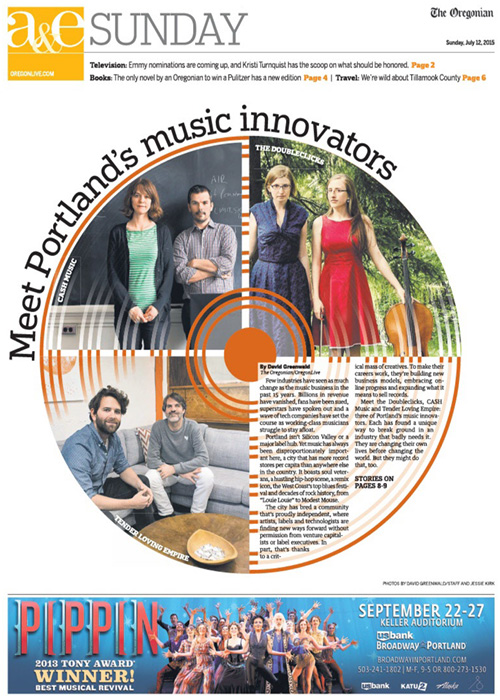 a&e SUNDAY
The Oregonian
OREGONLIVE.COM
Sunday, July 12, 2015
Television: Emmy nominations are coming up, and Kristi Turnquist has the scoop on what should be honored. Page 2
Books: The only novel by an Oregonian to win a Pulitzer has a new edition Page 4 | Travel: We're wild about Tillamook County Page 6
Meet Portland's music innovators
CASH MUSIC
THE DOUBLECLICKS
TENDER LOVING EMPIRE
By David Greenwald
The Oregonian/OregonLive
Few industries have seen as much
change as the music business in the
past 15 years. Billions in revenue
have vanished, fans have been sued,
superstars have spoken out and a
wave of tech companies have set the
course as working-class musicians
struggle to stay afloat.
Portland isn't Silicon Valley or a
major label hub. Yet music has always
been disproportionately import-
ant here, a city that has more record
stores per capita than anywhere else
in the country. It boasts soul veter-
ans, a hustling hip-hop scene, a remix
icon, the West Coast's top blues festi-
val and decades of rock history, from
"Louie Louie" to Modest Mouse.
The city has bred a community
that's proudly independent, where
artists, labels and technologists are
finding new ways forward without
permission from venture capital-
ists or label executives. In
part, that's thanks
to a crit-
ical mass of creatives. To make their
careers work, they're building new
business models, embracing on-
line progress and expanding what it
means to sell records.
Meet the Doubleclicks, CASH
Music and Tender Loving Empire:
three of Portland's music innova-
tors. Each has found a unique
way to break ground in an
industry that badly needs it.
They are changing their own
lives before changing the
world. But they might do
that, too.
STORIES ON
PAGES 8-9
PHOTOS BY DAVID GREENWALD/STAFF AND JESSIE KIRK
PIPPIN
2013 TONY AWARD
WINNER!
BEST MUSICAL REVIVAL
SEPTEMBER 22-27
KELLER AUDITORIUM
usbank
BROADWAY PORTLAND
BROADWAYINPORTLAND.COM
503-241-1802 | M-F, 9-5 OR 800-273-1530
usbank KATU 2 Alaska